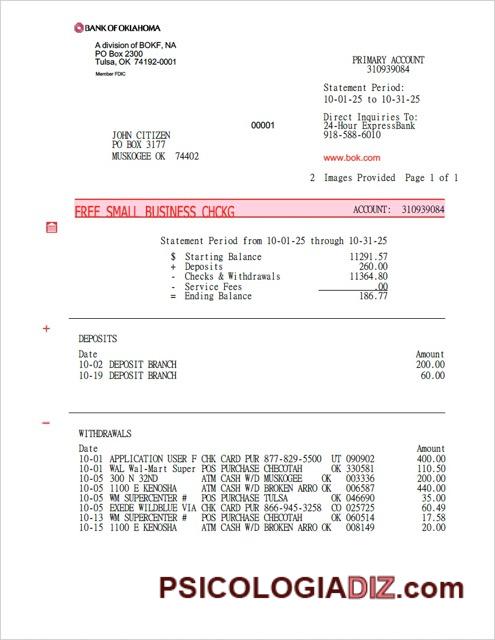 BANK OF OKLAHOMA
A division of BOKF, NA
PO Box 2300
Tulsa, OK  74192-0001
Member FDIC
PRIMARY ACCOUNT
310939084
Statement Period:
10-01-25 to 10-31-25
Direct Inquiries To:
24-Hour ExpressBank
918-588-6010
00001
JOHN CITIZEN
PO BOX 3177
MUSKOGEE OK  74402
www.bok.com
2  Images Provided  Page 1 of 1
FREE SMALL BUSINESS CHCKG ACCOUNT: 310939084
Statement Period from 10-01-25 through 10-31-25
$ Starting Balance 11291.57
+ Deposits 260.00
- Checks & Withdrawals 11364.80
- Service Fees .00
= Ending Balance 186.77
+
DEPOSITS
Date Amount
10-02 DEPOSIT BRANCH 200.00
10-19 DEPOSIT BRANCH 60.00
−
WITHDRAWALS
Date Amount
10-01 APPLICATION USER F CHK CARD PUR 877-829-5500 UT 090902 400.00
10-01 WAL Wal-Mart Super POS PURCHASE CHECOTAH OK 330581 110.50
10-05 300 N 32ND ATM CASH W/D MUSKOGEE OK 003336 200.00
10-05 1100 E KENOSHA ATM CASH W/D BROKEN ARRO OK 006587 440.00
10-05 WM SUPERCENTER # POS PURCHASE TULSA OK 046690 35.00
10-05 EXEDE WILDBLUE VIA CHK CARD PUR 866-945-3258 CO 025725 60.49
10-13 WM SUPERCENTER # POS PURCHASE CHECOTAH OK 060514 17.58
10-15 1100 E KENOSHA ATM CASH W/D BROKEN ARRO OK 008149 20.00
PSICOLOGIADIZ.com